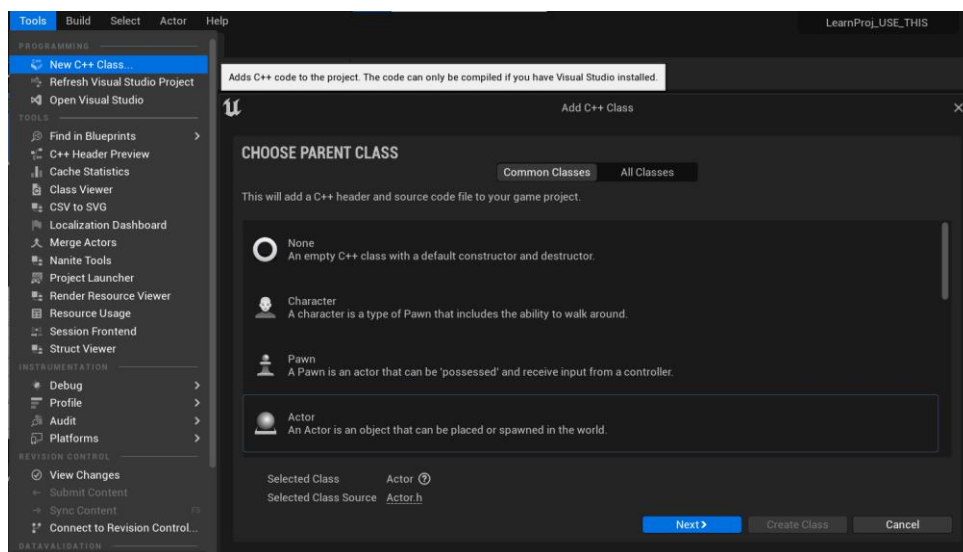 Tools Build Select Actor Help
LearnProj_USE_THIS
PROGRAMMING
New C++ Class...
Refresh Visual Studio Project
Open Visual Studio
TOOLS
Find in Blueprints
C++ Header Preview
Cache Statistics
Class Viewer
CSV to SVG
Localization Dashboard
Merge Actors
Nanite Tools
Project Launcher
Render Resource Viewer
Resource Usage
Session Frontend
Struct Viewer
INSTRUMENTATION
Debug
Profile
Audit
Platforms
REVISION CONTROL
View Changes
Submit Content
Sync Content F5
Connect to Revision Control...
DATAVALIDATION
Adds C++ code to the project. The code can only be compiled if you have Visual Studio installed.
Add C++ Class
CHOOSE PARENT CLASS
Common Classes All Classes
This will add a C++ header and source code file to your game project.
None
An empty C++ class with a default constructor and destructor.
Character
A character is a type of Pawn that includes the ability to walk around.
Pawn
A Pawn is an actor that can be 'possessed' and receive input from a controller.
Actor
An Actor is an object that can be placed or spawned in the world.
Selected Class Actor
Selected Class Source Actor.h
Next Create Class Cancel